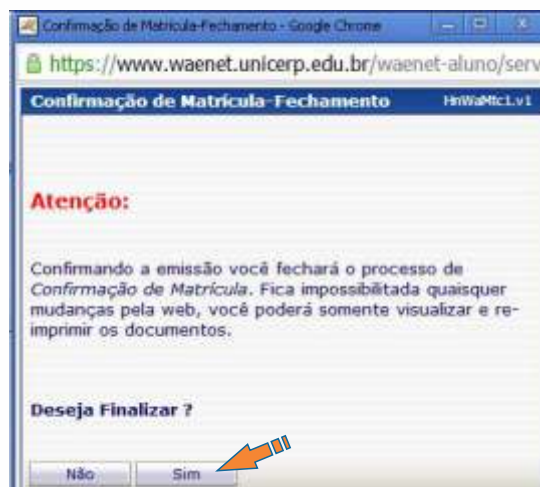 Confirmação de Matrícula-Fechamento - Google Chrome
https://www.waenet.unicerp.edu.br/waenet-aluno/serv
Confirmação de Matrícula-Fechamento HnWaMtc1.v1
Atenção:
Confirmando a emissão você fechará o processo de
Confirmação de Matrícula. Fica impossibilitada quaisquer
mudanças pela web, você poderá somente visualizar e re-
imprimir os documentos.
Deseja Finalizar ?
Não Sim